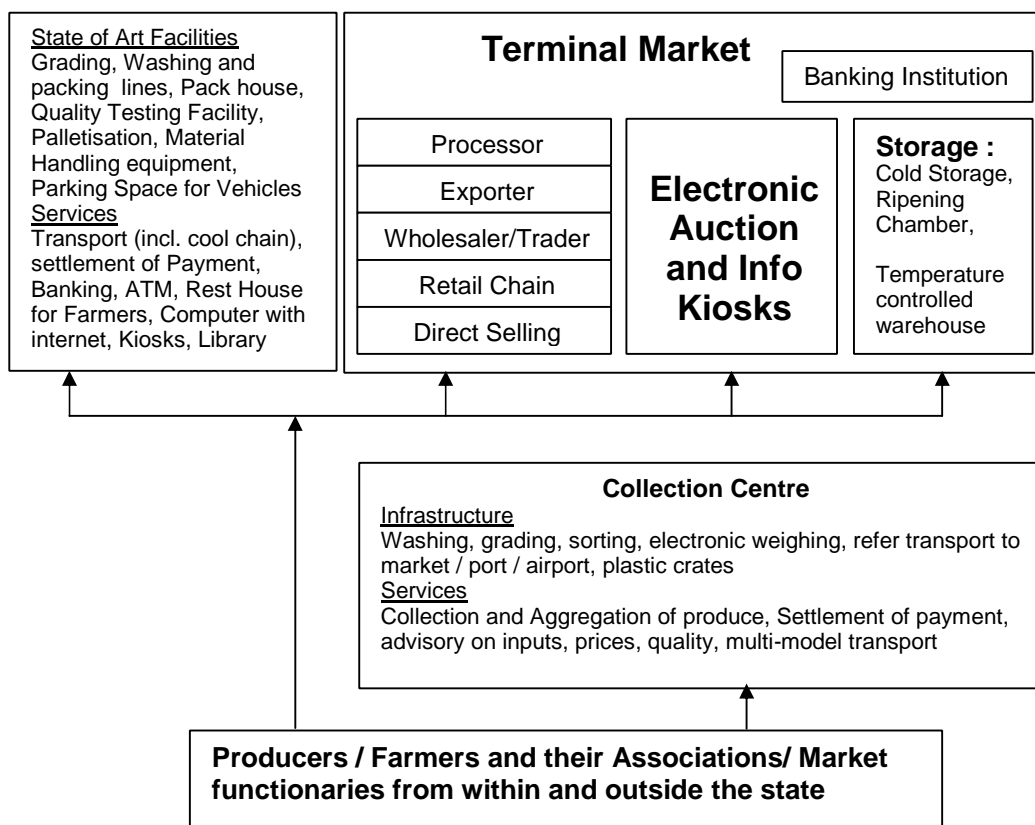 State of Art Facilities
Grading, Washing and
packing lines, Pack house,
Quality Testing Facility,
Palletisation, Material
Handling equipment,
Parking Space for Vehicles
Services
Transport (incl. cool chain),
settlement of Payment,
Banking, ATM, Rest House
for Farmers, Computer with
internet, Kiosks, Library
Terminal Market
Banking Institution
Processor
Exporter
Wholesaler/Trader
Retail Chain
Direct Selling
Electronic
Auction
and Info
Kiosks
Storage :
Cold Storage,
Ripening
Chamber,
Temperature
controlled
warehouse
Collection Centre
Infrastructure
Washing, grading, sorting, electronic weighing, refer transport to
market / port / airport, plastic crates
Services
Collection and Aggregation of produce, Settlement of payment,
advisory on inputs, prices, quality, multi-model transport
Producers / Farmers and their Associations/ Market
functionaries from within and outside the state